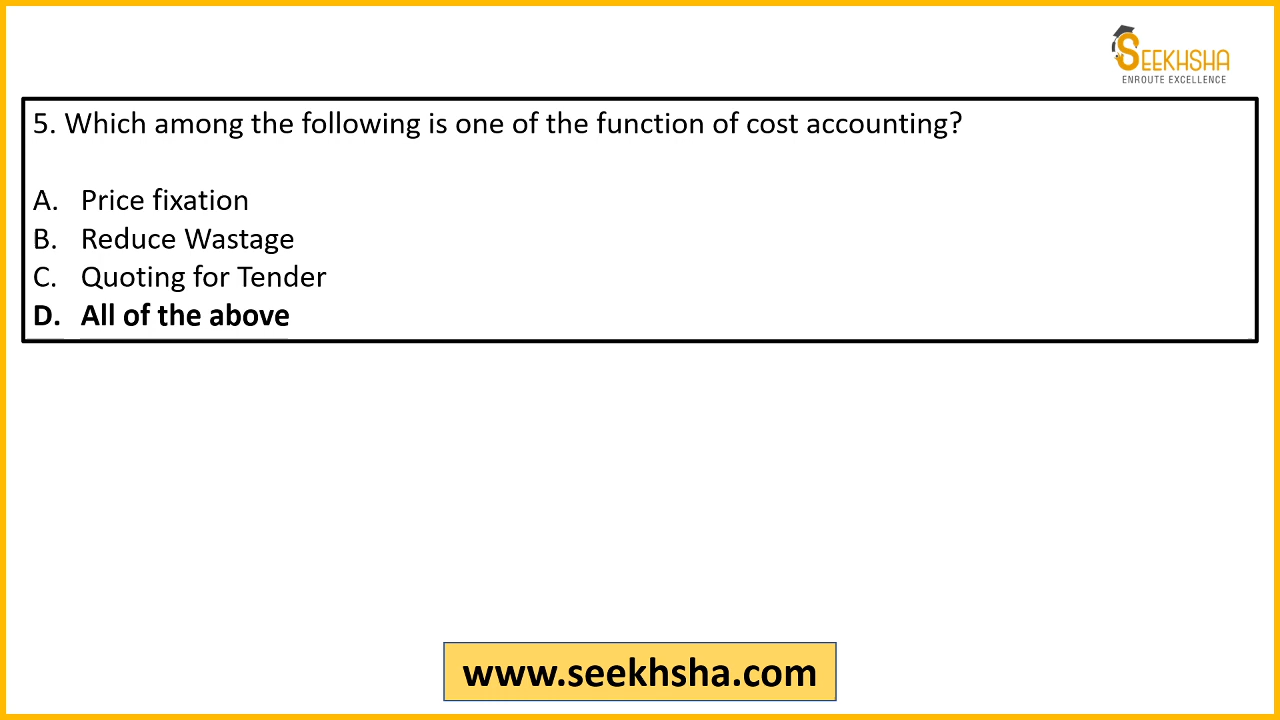 SEEKHSHA
ENROUTE EXCELLENCE
5. Which among the following is one of the function of cost accounting?
A. Price fixation
B. Reduce Wastage
C. Quoting for Tender
D. All of the above
www.seekhsha.com